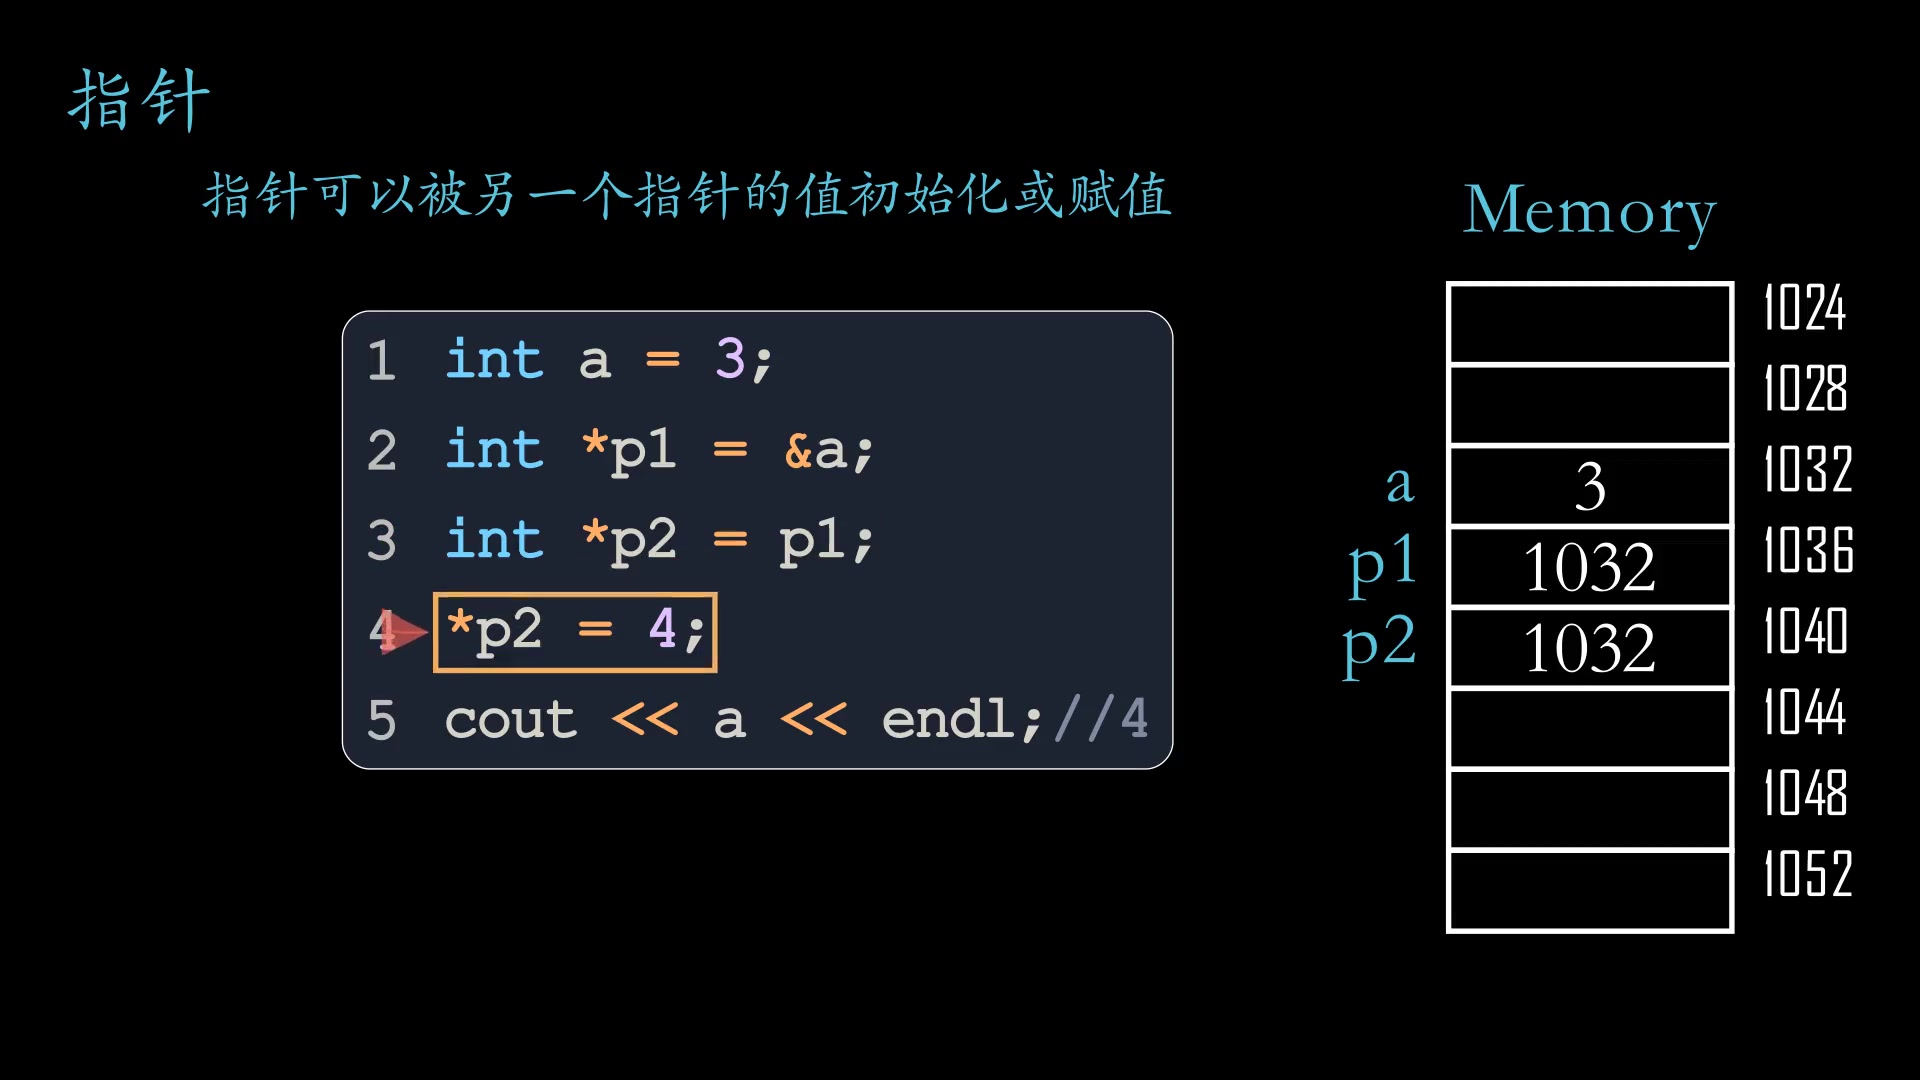 指针
指针可以被另一个指针的值初始化或赋值
1 int a = 3;
2 int *p1 = &a;
3 int *p2 = p1;
4 *p2 = 4;
5 cout << a << endl;//4
Memory
1024
1028
a 3 1032
p1 1032 1036
p2 1032 1040
1044
1048
1052